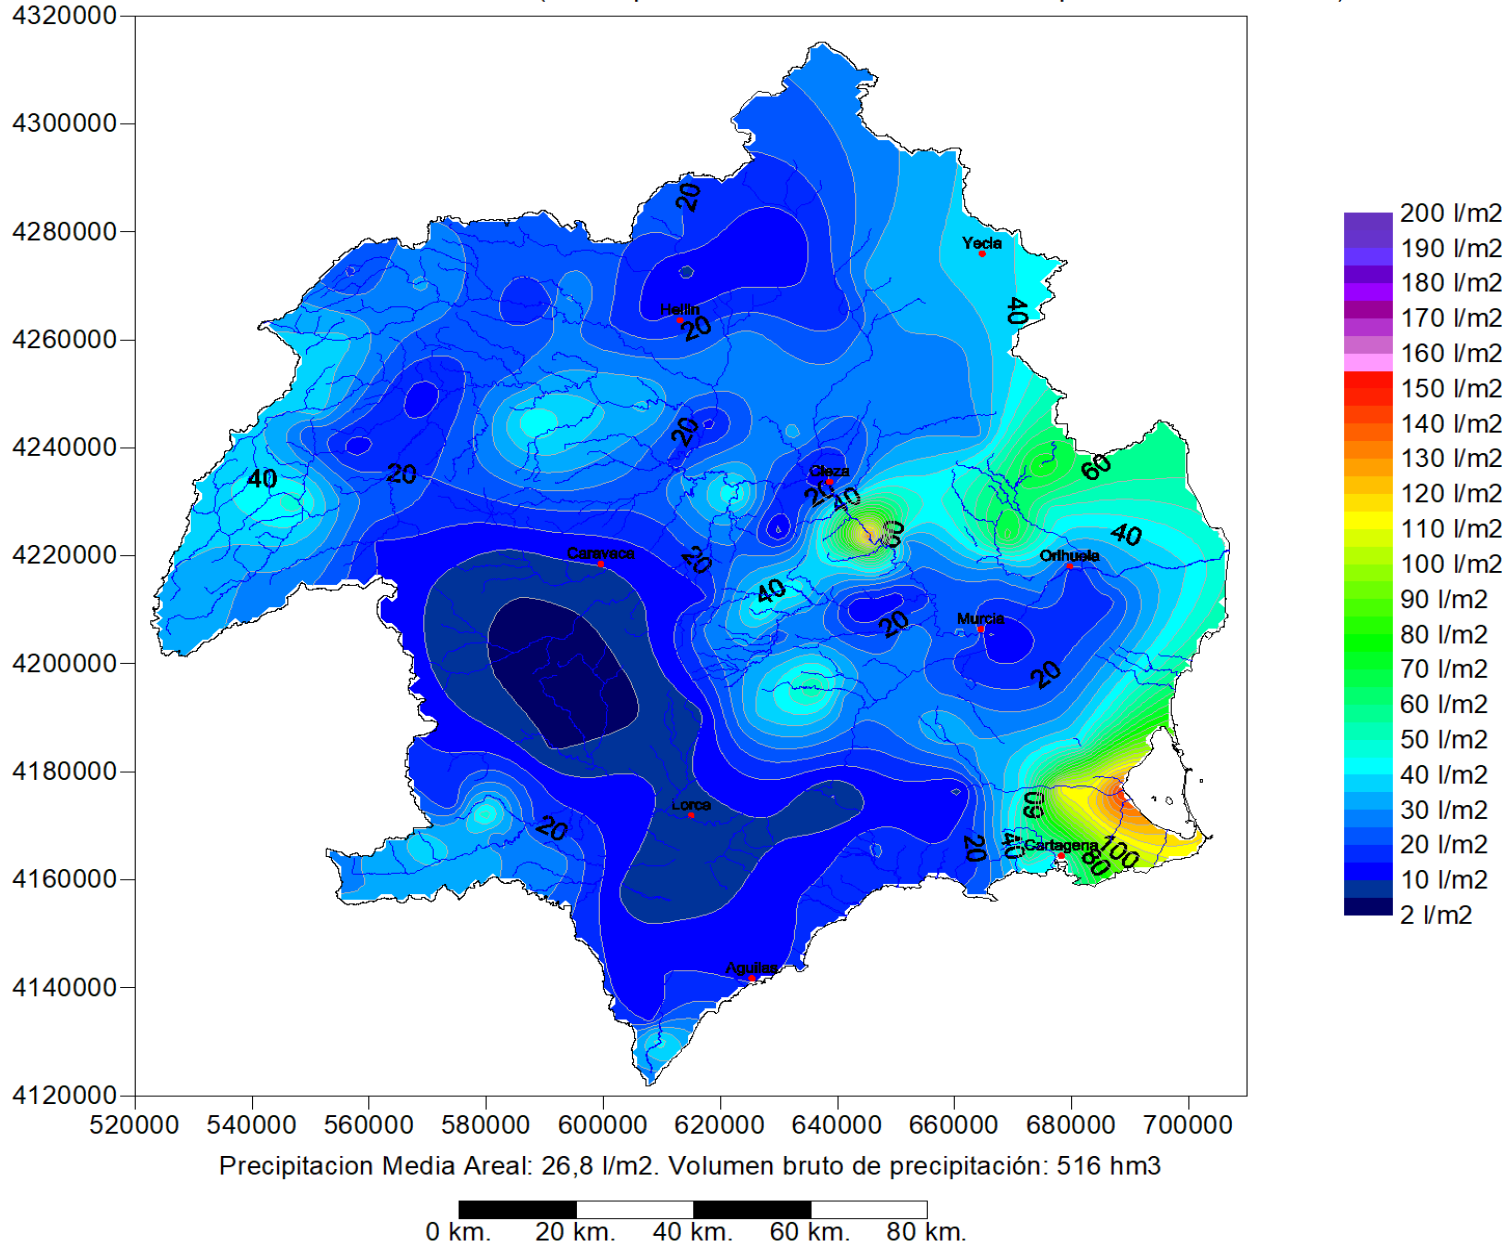 4320000
4300000
4280000
4260000
4240000
4220000
4200000
4180000
4160000
4140000
4120000
520000 540000 560000 580000 600000 620000 640000 660000 680000 700000
20
Yecla
40
Hellin
20
20
Cieza
60
40
20
20
40
60
40
Caravaca
20
Orihuela
40
20
Murcia
20
Lorca
20
60
20
40
Cartagena
80
100
Aguilas
200 l/m2
190 l/m2
180 l/m2
170 l/m2
160 l/m2
150 l/m2
140 l/m2
130 l/m2
120 l/m2
110 l/m2
100 l/m2
90 l/m2
80 l/m2
70 l/m2
60 l/m2
50 l/m2
40 l/m2
30 l/m2
20 l/m2
10 l/m2
2 l/m2
Precipitacion Media Areal: 26,8 l/m2. Volumen bruto de precipitación: 516 hm3
0 km. 20 km. 40 km. 60 km. 80 km.